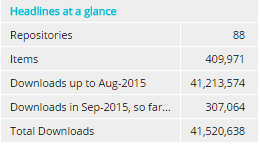 Headlines at a glance
Repositories 88
Items 409,971
Downloads up to Aug-2015 41,213,574
Downloads in Sep-2015, so far... 307,064
Total Downloads 41,520,638